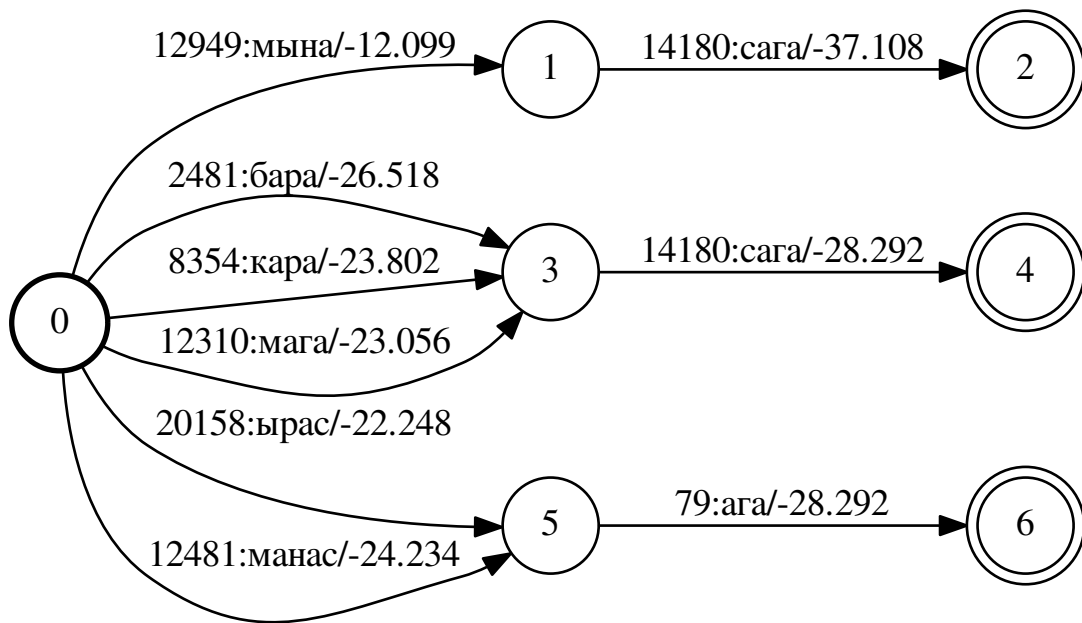 12949:мына/-12.099
1
14180:сага/-37.108
2
2481:бара/-26.518
8354:кара/-23.802
3
14180:сага/-28.292
4
0
12310:мага/-23.056
20158:ырас/-22.248
5
79:ага/-28.292
6
12481:манас/-24.234